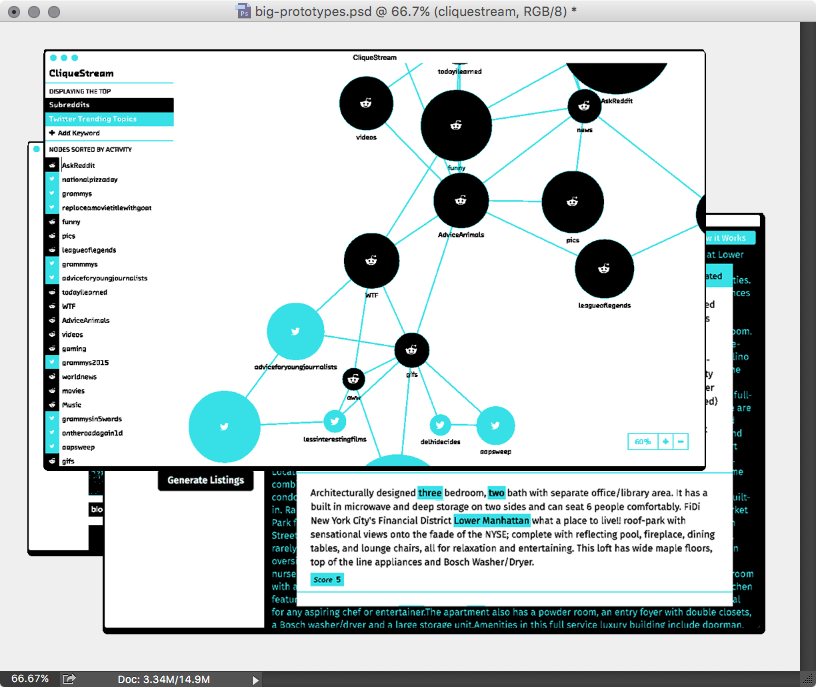 big-prototypes.psd @ 66.7% (cliquestream, RGB/8) *
CliqueStream
CliqueStream
DISPLAYING THE TOP
Subreddits
Twitter Trending Topics
+ Add Keyword
NODES SORTED BY ACTIVITY
AskReddit
nationalpizzaday
grammys
replaceamovietitlewithgoat
funny
pics
leagueoflegends
grammmys
adviceforyoungjournalists
todayilearned
WTF
AdviceAnimals
videos
gaming
grammys2015
worldnews
movies
Music
grammysin5words
ontheroadagain1d
aapsweep
gifs
todayilearned
AskReddit
videos
news
funny
AdviceAnimals
pics
leagueoflegends
WTF
adviceforyoungjournalists
gifs
aww
lessinterestingfilms
delhidecides
aapsweep
60% + −
w it Works
at Lower
ated
Generate Listings
blo
Architecturally designed three bedroom, two bath with separate office/library area. It has a
built in microwave and deep storage on two sides and can seat 6 people comfortably. FiDi
New York City's Financial District Lower Manhattan what a place to live!! roof-park with
sensational views onto the faade of the NYSE; complete with reflecting pool, fireplace, dining
tables, and lounge chairs, all for relaxation and entertaining. This loft has wide maple floors,
top of the line appliances and Bosch Washer/Dryer.
Score 5
for any aspiring chef or entertainer.The apartment also has a powder room, an entry foyer with double closets,
a Bosch washer/dryer and a large storage unit.Amenities in this full service luxury building include doorman,
66.67%
Doc: 3.34M/14.9M